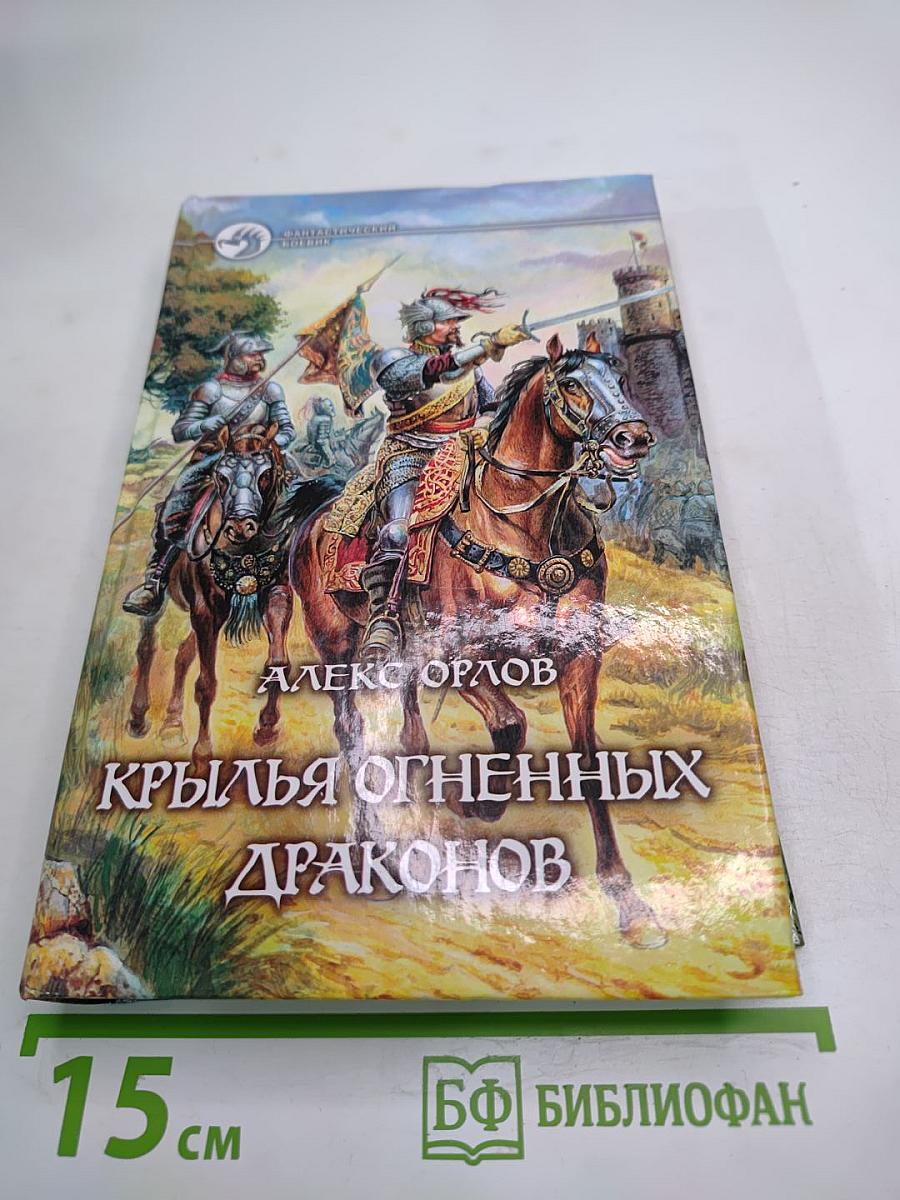 ФАНТАСТИЧЕСКИЙ
БОЕВИК
АЛЕКС ОРЛОВ
КРЫЛЬЯ ОГНЕННЫХ
ДРАКОНОВ
15 см
БФ БИБЛИОФАН